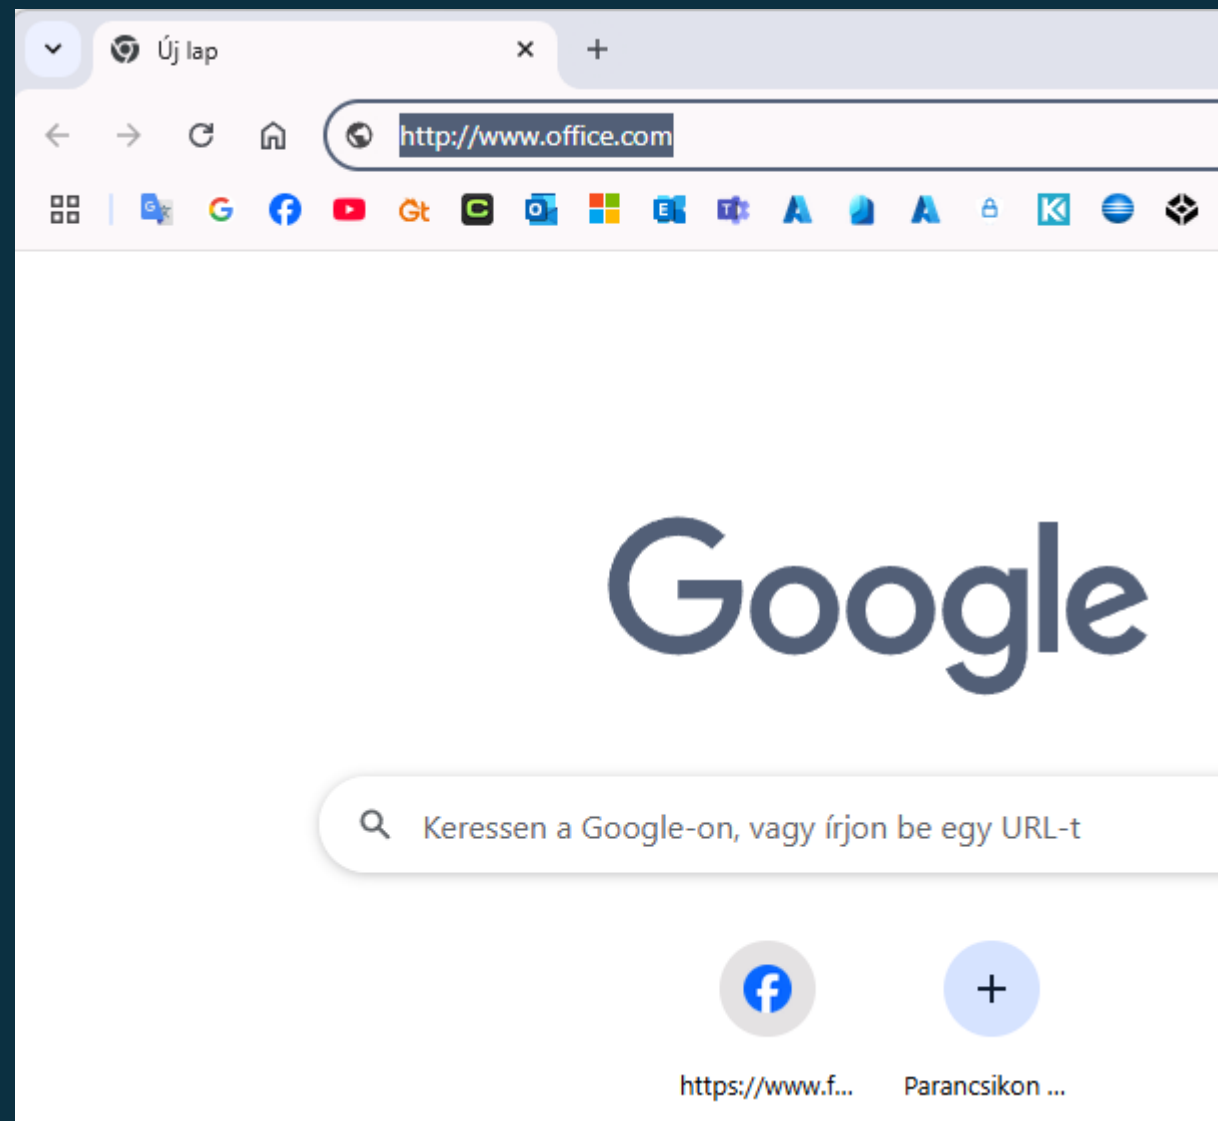 Új lap
http://www.office.com
Google
Keressen a Google-on, vagy írjon be egy URL-t
https://www.f...
Parancsikon ...